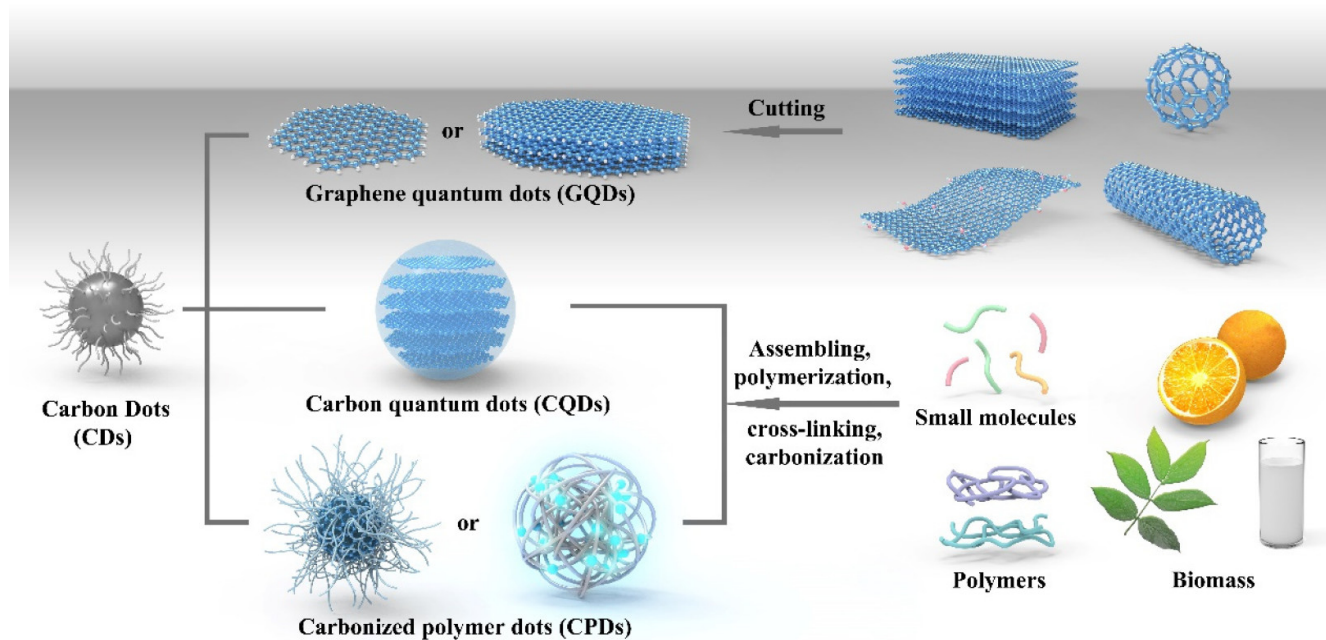 Cutting
or
Graphene quantum dots (GQDs)
Carbon Dots
(CDs)
Carbon quantum dots (CQDs)
Assembling,
polymerization,
cross-linking,
carbonization
Small molecules
or
Polymers
Biomass
Carbonized polymer dots (CPDs)